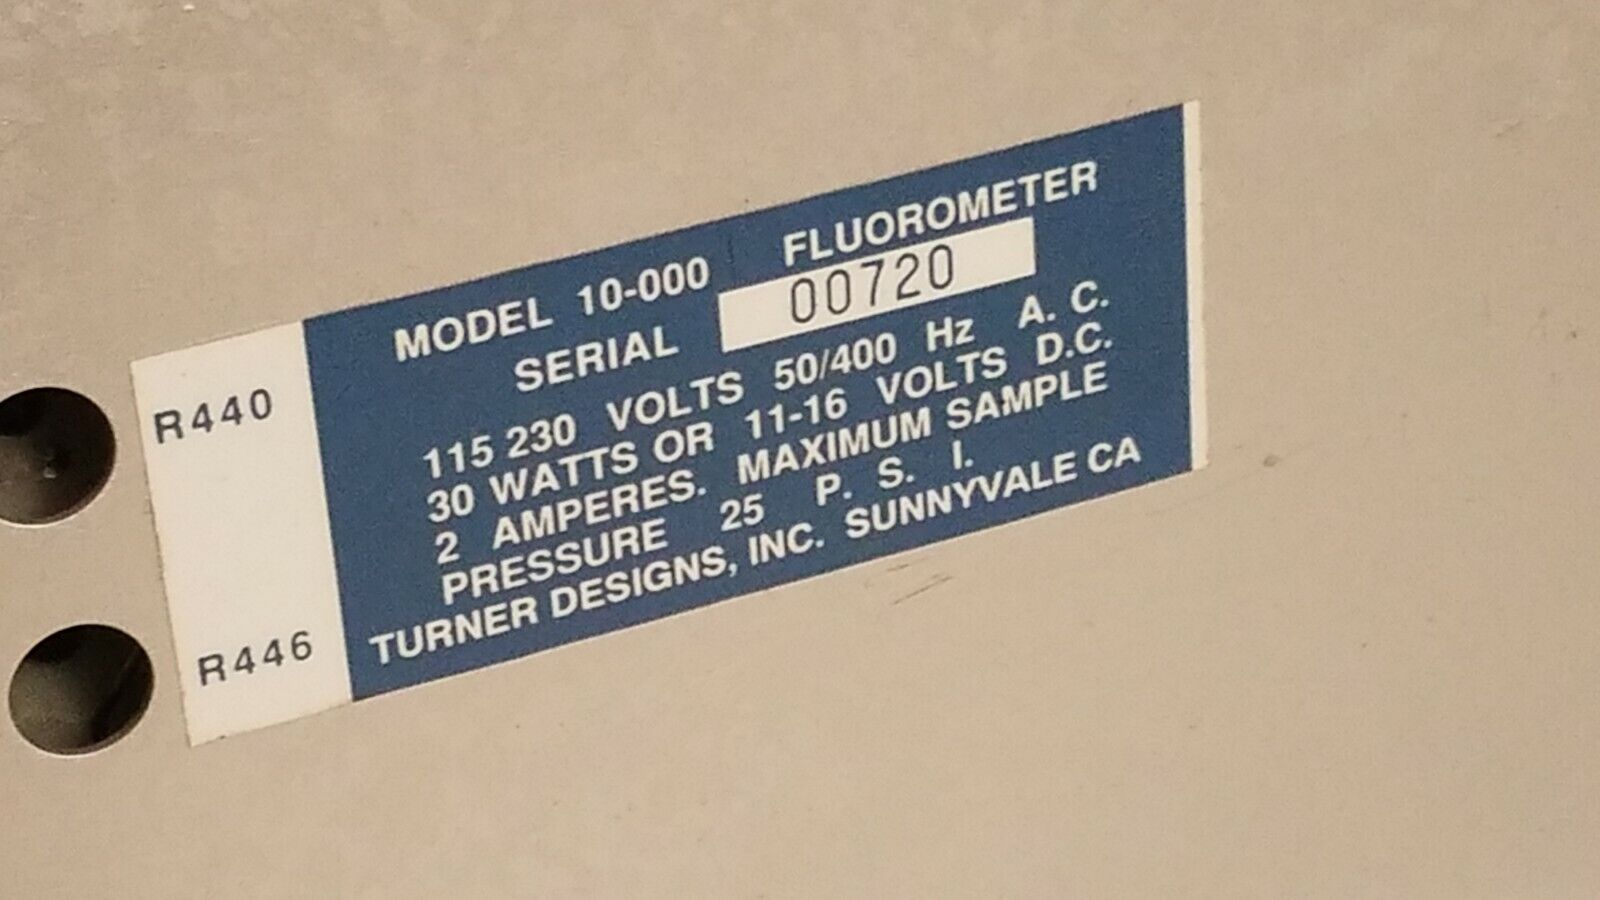 MODEL 10-000 FLUOROMETER
SERIAL 00720
115 230 VOLTS 50/400 Hz A. C.
30 WATTS OR 11-16 VOLTS D.C.
2 AMPERES. MAXIMUM SAMPLE
PRESSURE 25 P. S. I.
TURNER DESIGNS, INC. SUNNYVALE CA
R440
R446